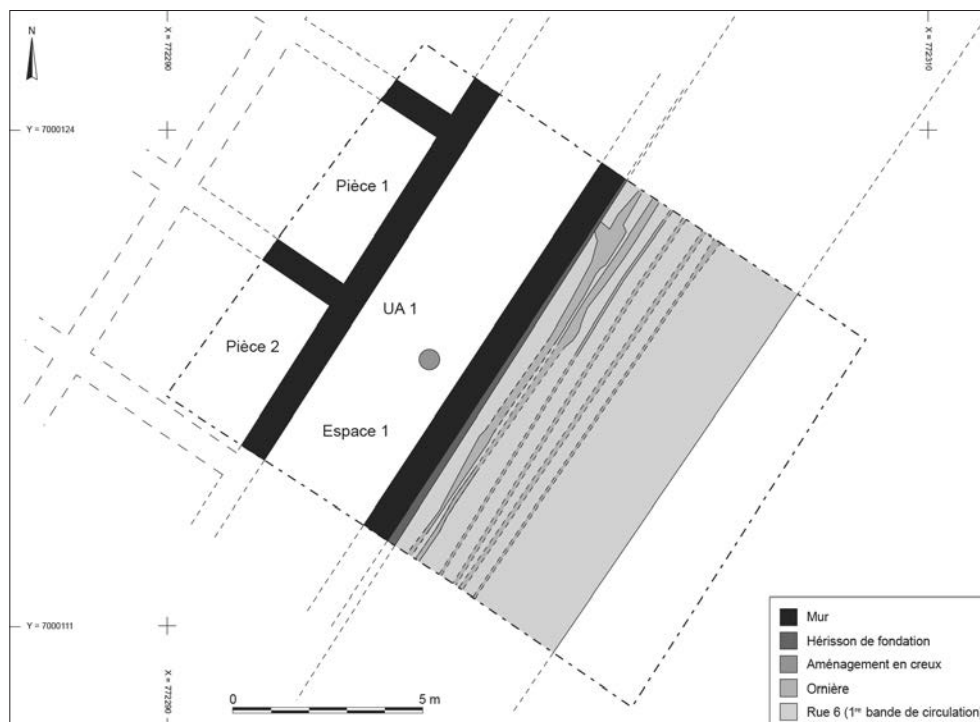 N
X = 772290
X = 772310
Y = 7000124
Pièce 1
UA 1
Pièce 2
Espace 1
Y = 7000111
X = 772290
0 5 m
Mur
Hérisson de fondation
Aménagement en creux
Ornière
Rue 6 (1re bande de circulation